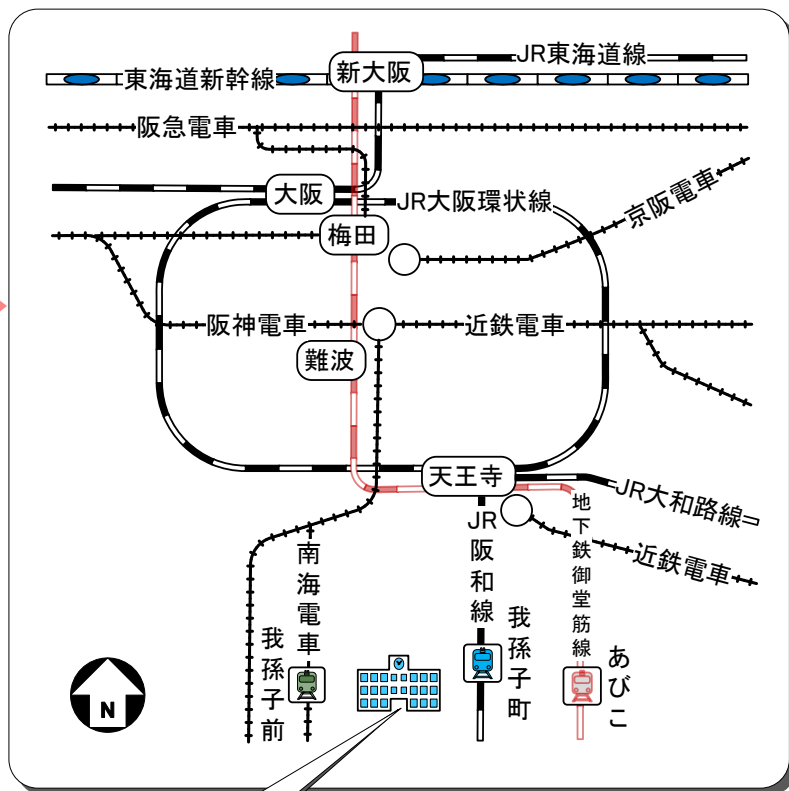 JR東海道線
東海道新幹線
新大阪
阪急電車
大阪
JR大阪環状線
京阪電車
梅田
阪神電車
近鉄電車
難波
天王寺
JR大和路線
JR阪和線
地下鉄御堂筋線
近鉄電車
南海電車
我孫子前
我孫子町
あびこ
N